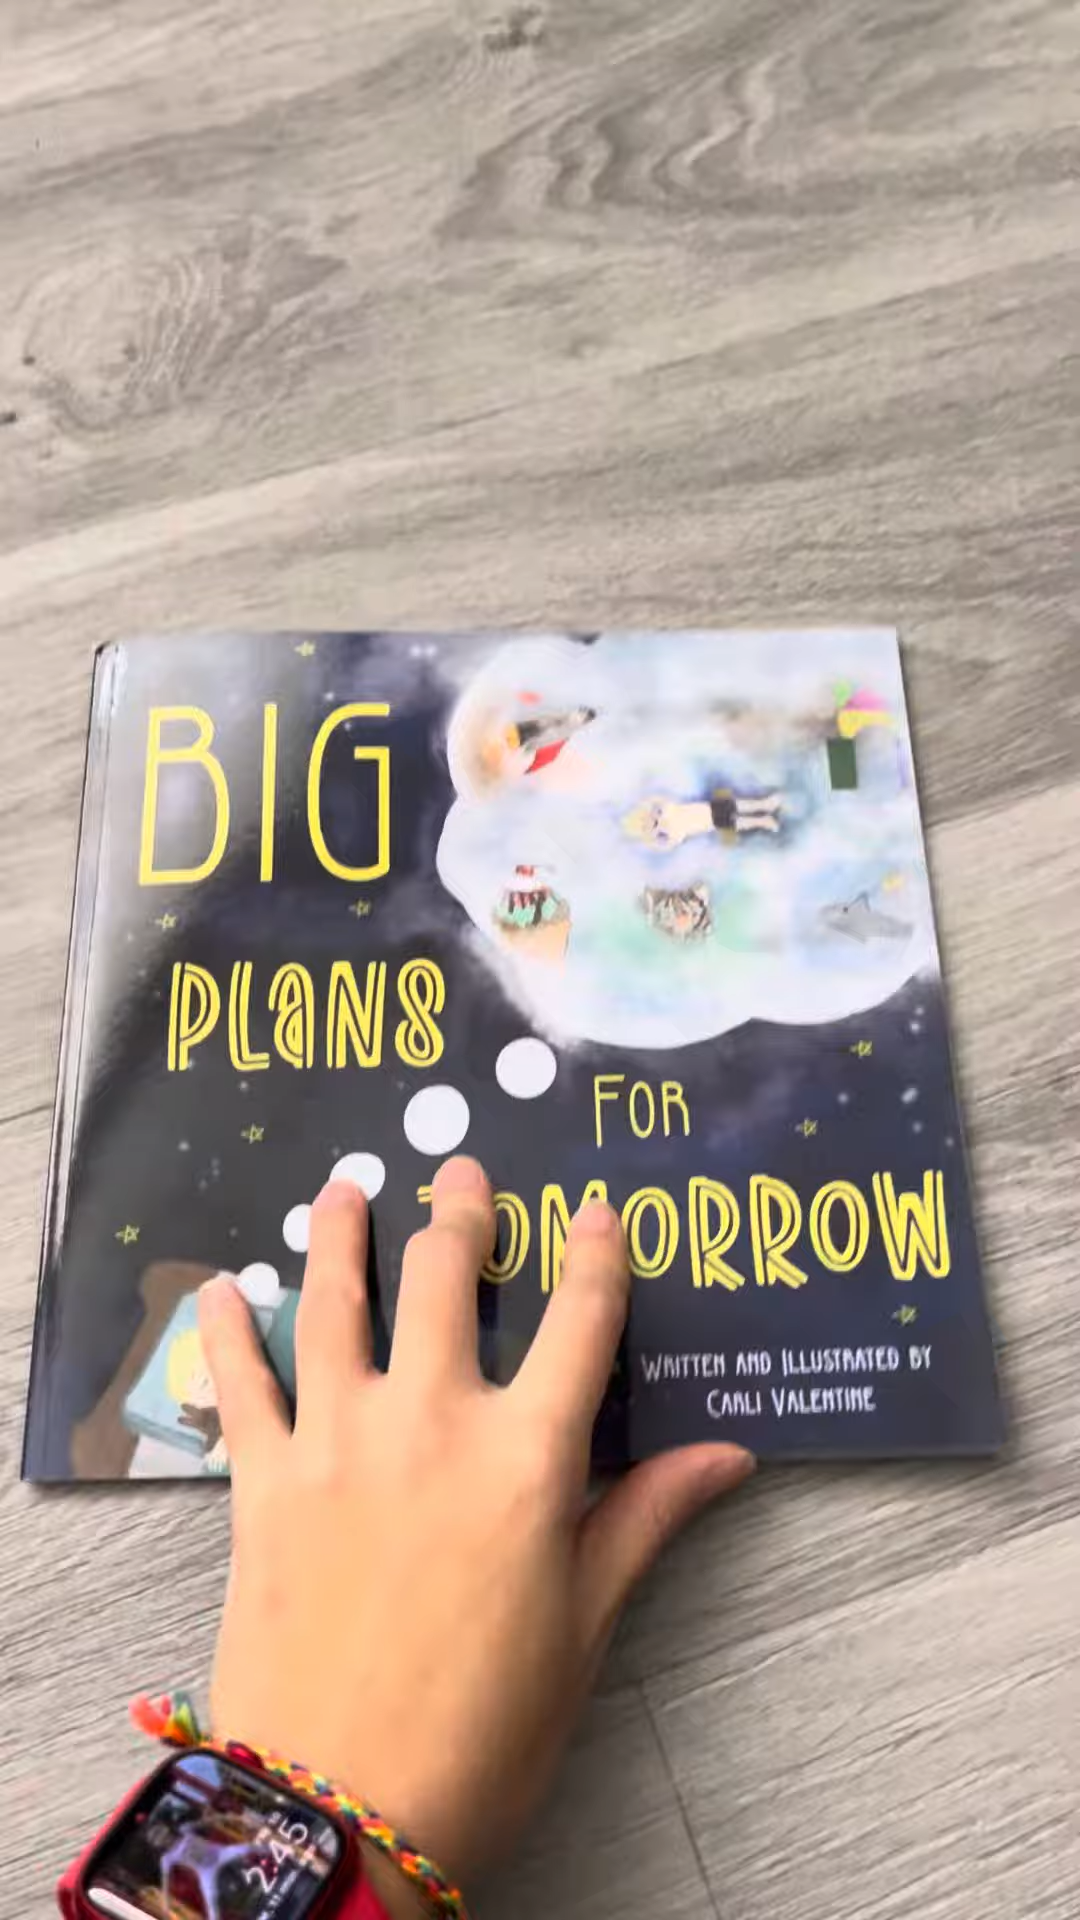 BIG
PLANS
FOR
TOMORROW
WRITTEN AND ILLUSTRATED BY
CARLI VALENTINE
2:45